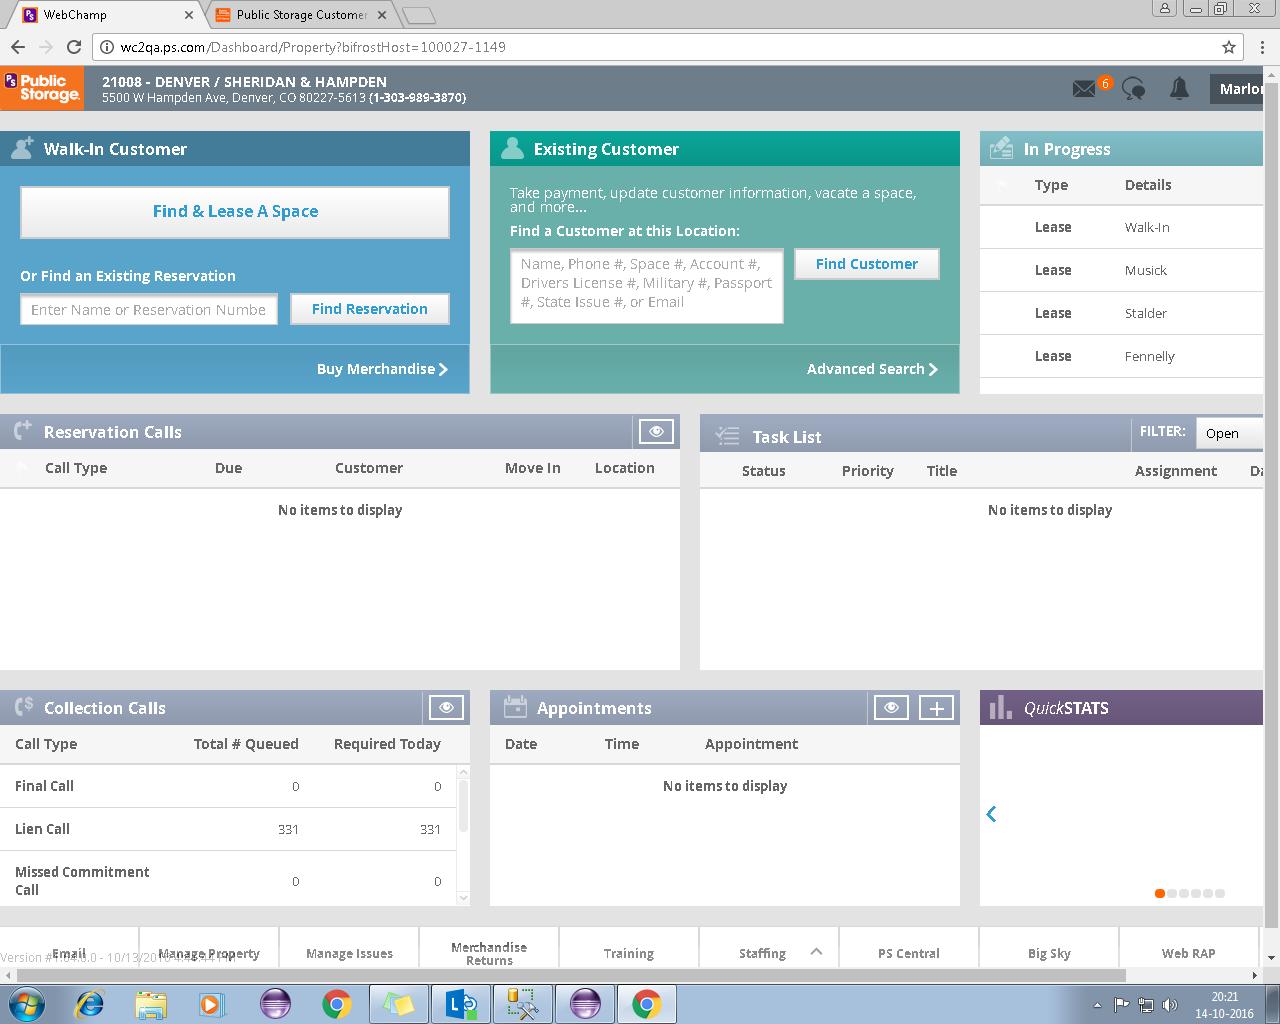 WebChamp
Public Storage Customer
wc2qa.ps.com/Dashboard/Property?bifrostHost=100027-1149
PS Public Storage.
21008 - DENVER / SHERIDAN & HAMPDEN
5500 W Hampden Ave, Denver, CO 80227-5613 (1-303-989-3870)
6
Marlon
Walk-In Customer
Find & Lease A Space
Or Find an Existing Reservation
Enter Name or Reservation Numbe
Find Reservation
Buy Merchandise
Existing Customer
Take payment, update customer information, vacate a space,
and more...
Find a Customer at this Location:
Name, Phone #, Space #, Account #,
Drivers License #, Military #, Passport
#, State Issue #, or Email
Find Customer
Advanced Search
In Progress
Type Details
Lease Walk-In
Lease Musick
Lease Stalder
Lease Fennelly
Reservation Calls
Call Type Due Customer Move In Location
No items to display
Task List
FILTER: Open
Status Priority Title Assignment Da
No items to display
Collection Calls
Call Type Total # Queued Required Today
Final Call 0 0
Lien Call 331 331
Missed Commitment
Call 0 0
Appointments
Date Time Appointment
No items to display
QuickSTATS
Email
Manage Property
Manage Issues
Merchandise
Returns
Training
Staffing
PS Central
Big Sky
Web RAP
20:21
14-10-2016